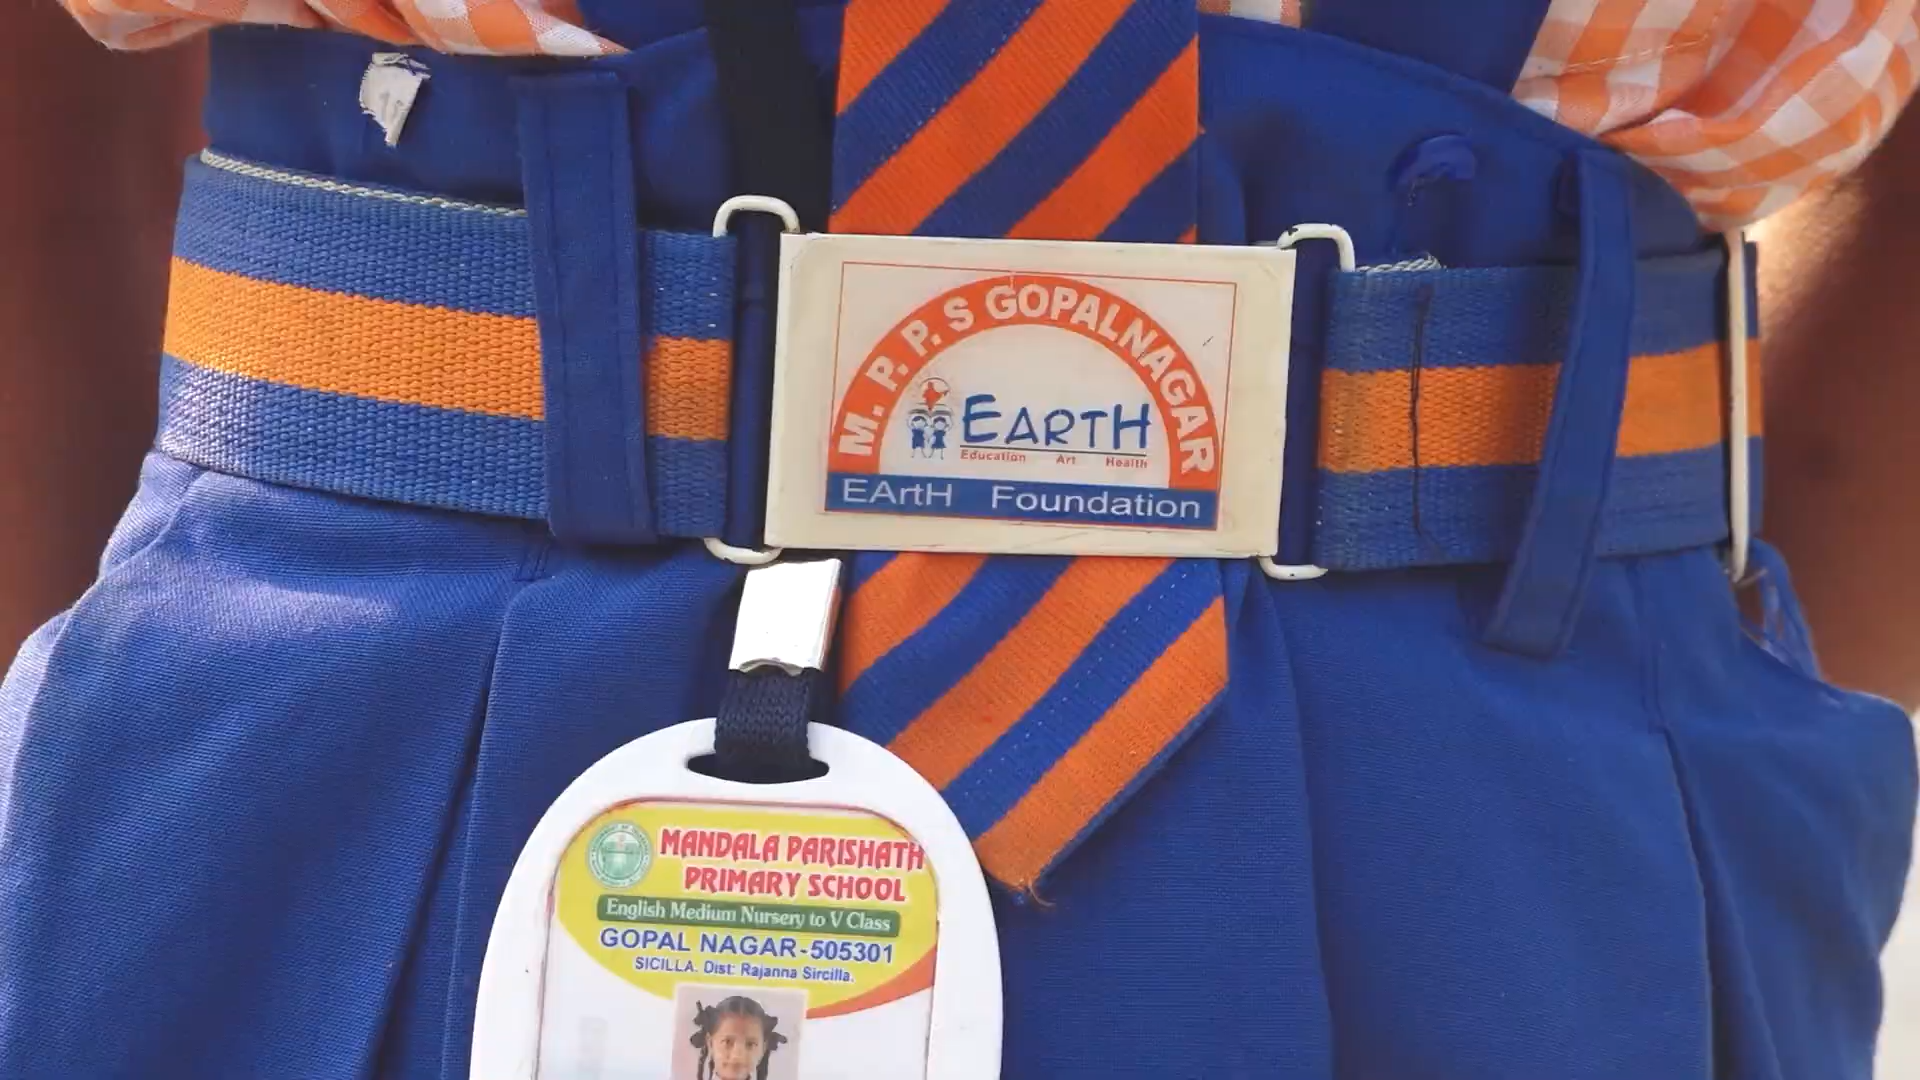 M. P. P. S GOPALNAGAR
EArtH
Education Art Health
EArtH Foundation
MANDALA PARISHATH
PRIMARY SCHOOL
English Medium Nursery to V Class
GOPAL NAGAR-505301
SICILLA. Dist: Rajanna Sircilla.